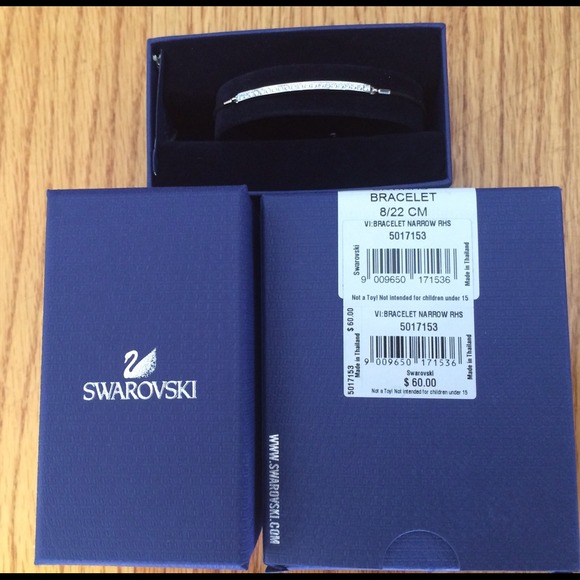 SWAROVSKI
BRACELET
8/22 CM
VI:BRACELET NARROW RHS
5017153
Swarovski
9 009650 171536
Made in Thailand
Not a Toy! Not intended for children under 15
VI:BRACELET NARROW RHS
5017153
5017153 $ 60.00
9 009650 171536
Made in Thailand
Swarovski
$ 60.00
Not a Toy! Not intended for children under 15
WWW.SWAROVSKI.COM